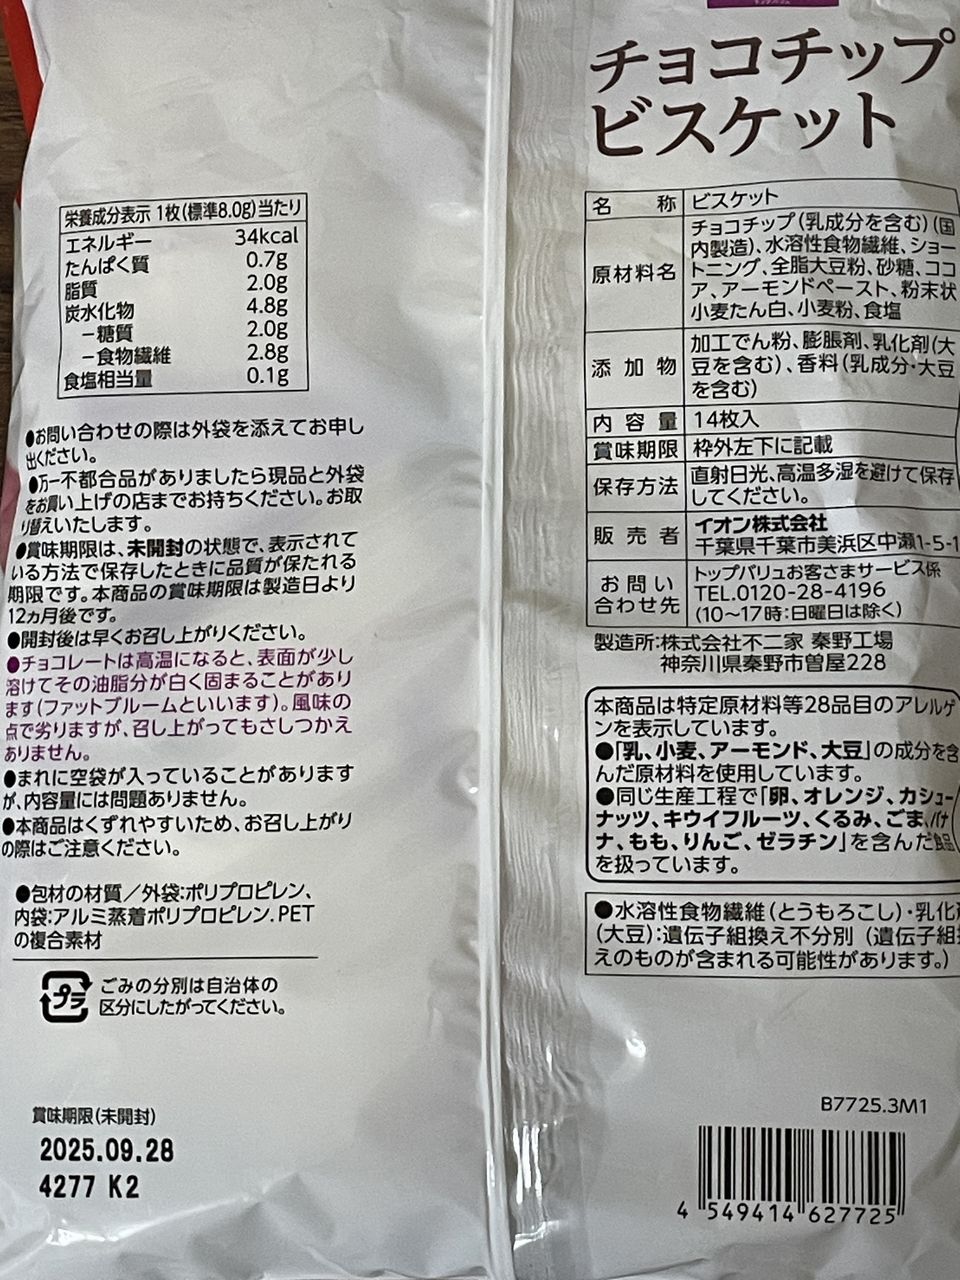 チョコチップ
ビスケット
栄養成分表示 1枚(標準8.0g)当たり
エネルギー 34kcal
たんぱく質 0.7g
脂質 2.0g
炭水化物 4.8g
−糖質 2.0g
−食物繊維 2.8g
食塩相当量 0.1g
●お問い合わせの際は外袋を添えてお申し
出ください。
●万一不都合品がありましたら現品と外袋
をお買い上げの店までお持ちください。お取
り替えいたします。
●賞味期限は、未開封の状態で、表示されて
いる方法で保存したときに品質が保たれる
期限です。本商品の賞味期限は製造日より
12ヵ月後です。
●開封後は早くお召し上がりください。
●チョコレートは高温になると、表面が少し
溶けてその油脂分が白く固まることがあり
ます(ファットブルームといいます)。風味の
点で劣りますが、召し上がってもさしつかえ
ありません。
●まれに空袋が入っていることがあります
が、内容量には問題ありません。
●本商品はくずれやすいため、お召し上がり
の際はご注意ください。
●包材の材質／外袋:ポリプロピレン、
内袋:アルミ蒸着ポリプロピレン.PET
の複合素材
プラ
ごみの分別は自治体の
区分にしたがってください。
賞味期限(未開封)
2025.09.28
4277 K2
名称 ビスケット
原材料名 チョコチップ(乳成分を含む)(国
内製造)、水溶性食物繊維、ショー
トニング、全脂大豆粉、砂糖、ココ
ア、アーモンドペースト、粉末状
小麦たん白、小麦粉、食塩
添加物 加工でん粉、膨脹剤、乳化剤(大
豆を含む)、香料(乳成分・大豆
を含む)
内容量 14枚入
賞味期限 枠外左下に記載
保存方法 直射日光、高温多湿を避けて保存
してください。
販売者 イオン株式会社
千葉県千葉市美浜区中瀬1-5-1
お問い合わせ先 トップバリュお客さまサービス係
TEL.0120-28-4196
(10〜17時:日曜日は除く)
製造所:株式会社不二家 秦野工場
神奈川県秦野市曽屋228
本商品は特定原材料等28品目のアレルゲ
ンを表示しています。
●「乳、小麦、アーモンド、大豆」の成分を含
んだ原材料を使用しています。
●同じ生産工程で「卵、オレンジ、カシュー
ナッツ、キウイフルーツ、くるみ、ごま、バナ
ナ、もも、りんご、ゼラチン」を含んだ食品
を扱っています。
●水溶性食物繊維(とうもろこし)・乳化
(大豆):遺伝子組換え不分別 (遺伝子組
えのものが含まれる可能性があります。)
B7725.3M1
4 549414 627725